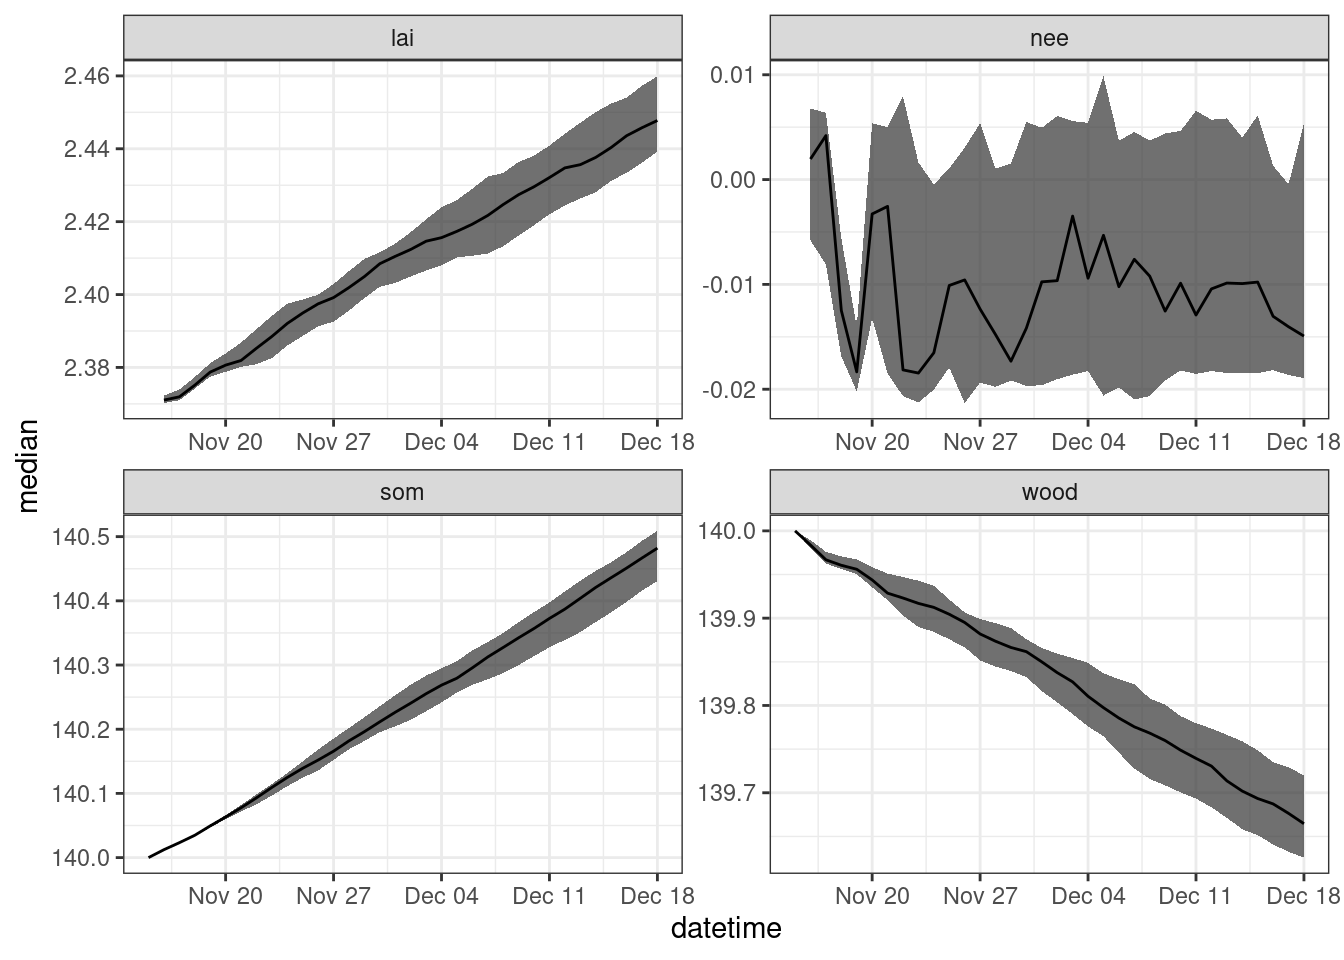 lai
nee
2.46
2.44
2.42
2.40
2.38
0.01
0.00
-0.01
-0.02
Nov 20 Nov 27 Dec 04 Dec 11 Dec 18
Nov 20 Nov 27 Dec 04 Dec 11 Dec 18
median
som
wood
140.5
140.4
140.3
140.2
140.1
140.0
140.0
139.9
139.8
139.7
Nov 20 Nov 27 Dec 04 Dec 11 Dec 18
Nov 20 Nov 27 Dec 04 Dec 11 Dec 18
datetime